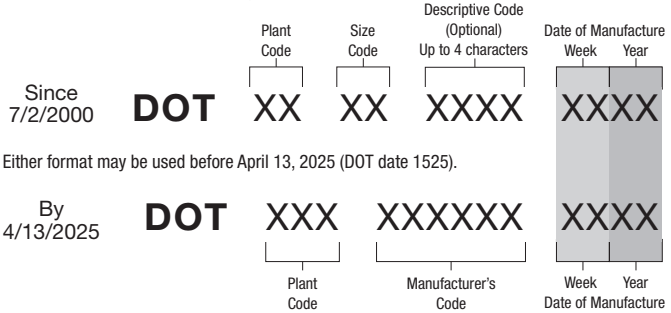 Descriptive Code
Plant Size (Optional) Date of Manufacture
Code Code Up to 4 characters Week Year
Since
7/2/2000 DOT XX XX XXXX XXXX
Either format may be used before April 13, 2025 (DOT date 1525).
By
4/13/2025 DOT XXX XXXXXX XXXX
Plant Manufacturer's Week Year
Code Code Date of Manufacture